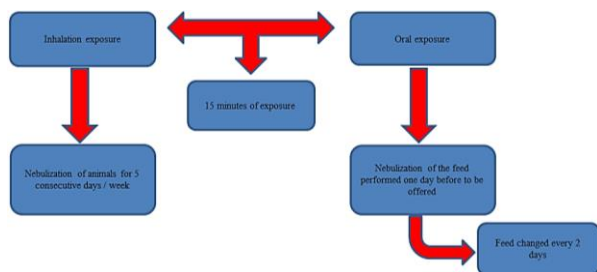 Inhalation exposure
Oral exposure
15 minutes of exposure
Nebulization of animals for 5
consecutive days / week
Nebulization of the feed
performed one day before to be
offered
Feed changed every 2
days